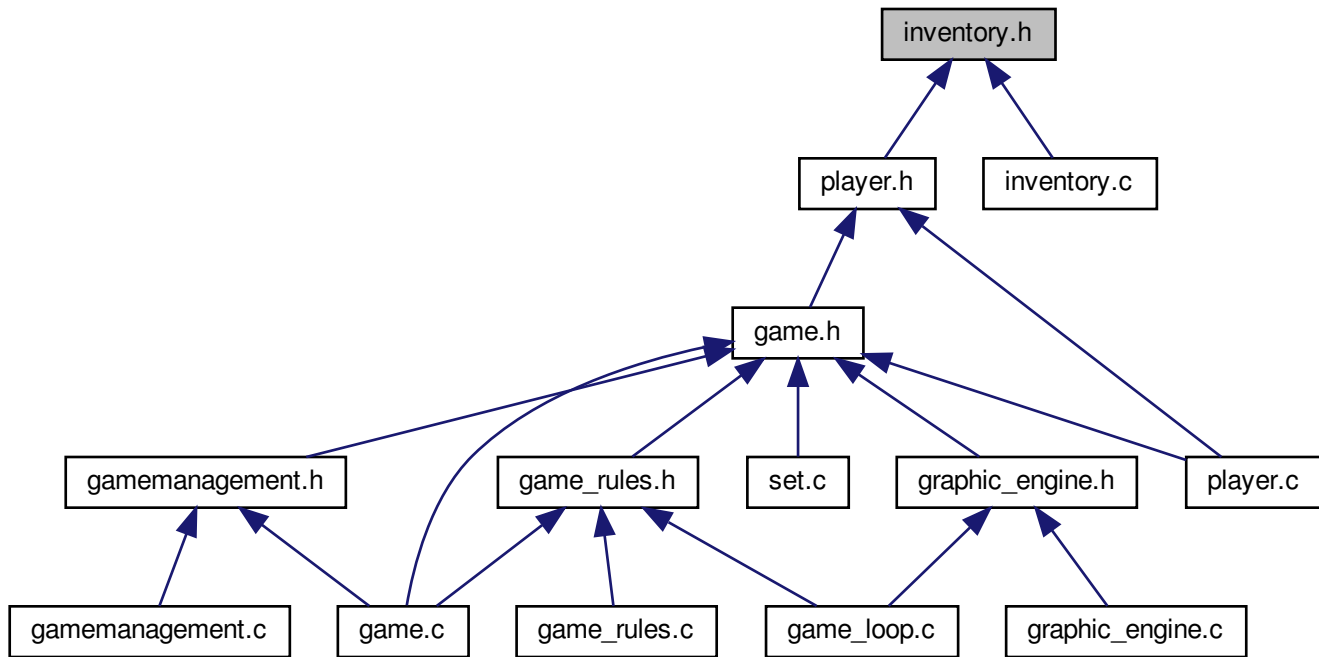 inventory.h
player.h
inventory.c
game.h
gamemanagement.h
game_rules.h
set.c
graphic_engine.h
player.c
gamemanagement.c
game.c
game_rules.c
game_loop.c
graphic_engine.c